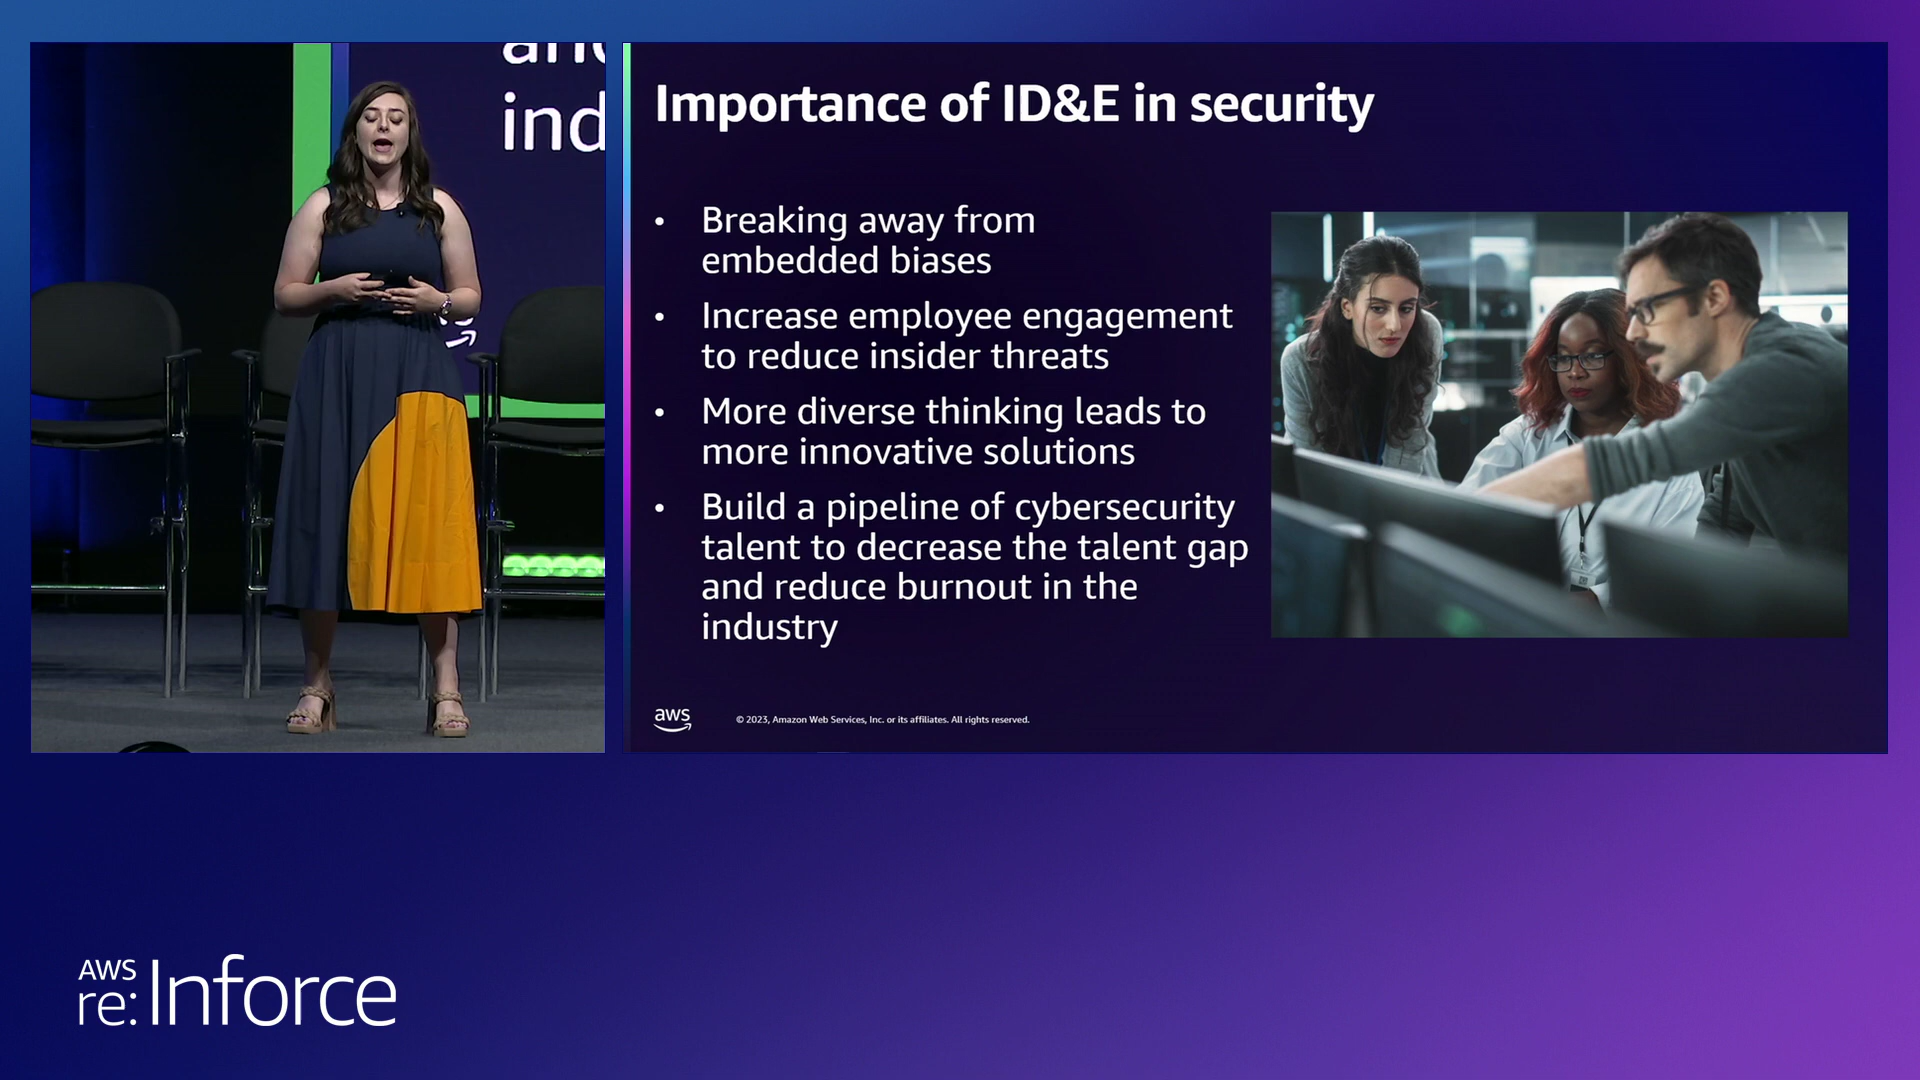 and
ind
Importance of ID&E in security
• Breaking away from
embedded biases
• Increase employee engagement
to reduce insider threats
• More diverse thinking leads to
more innovative solutions
• Build a pipeline of cybersecurity
talent to decrease the talent gap
and reduce burnout in the
industry
aws
© 2023, Amazon Web Services, Inc. or its affiliates. All rights reserved.
AWS
re:Inforce